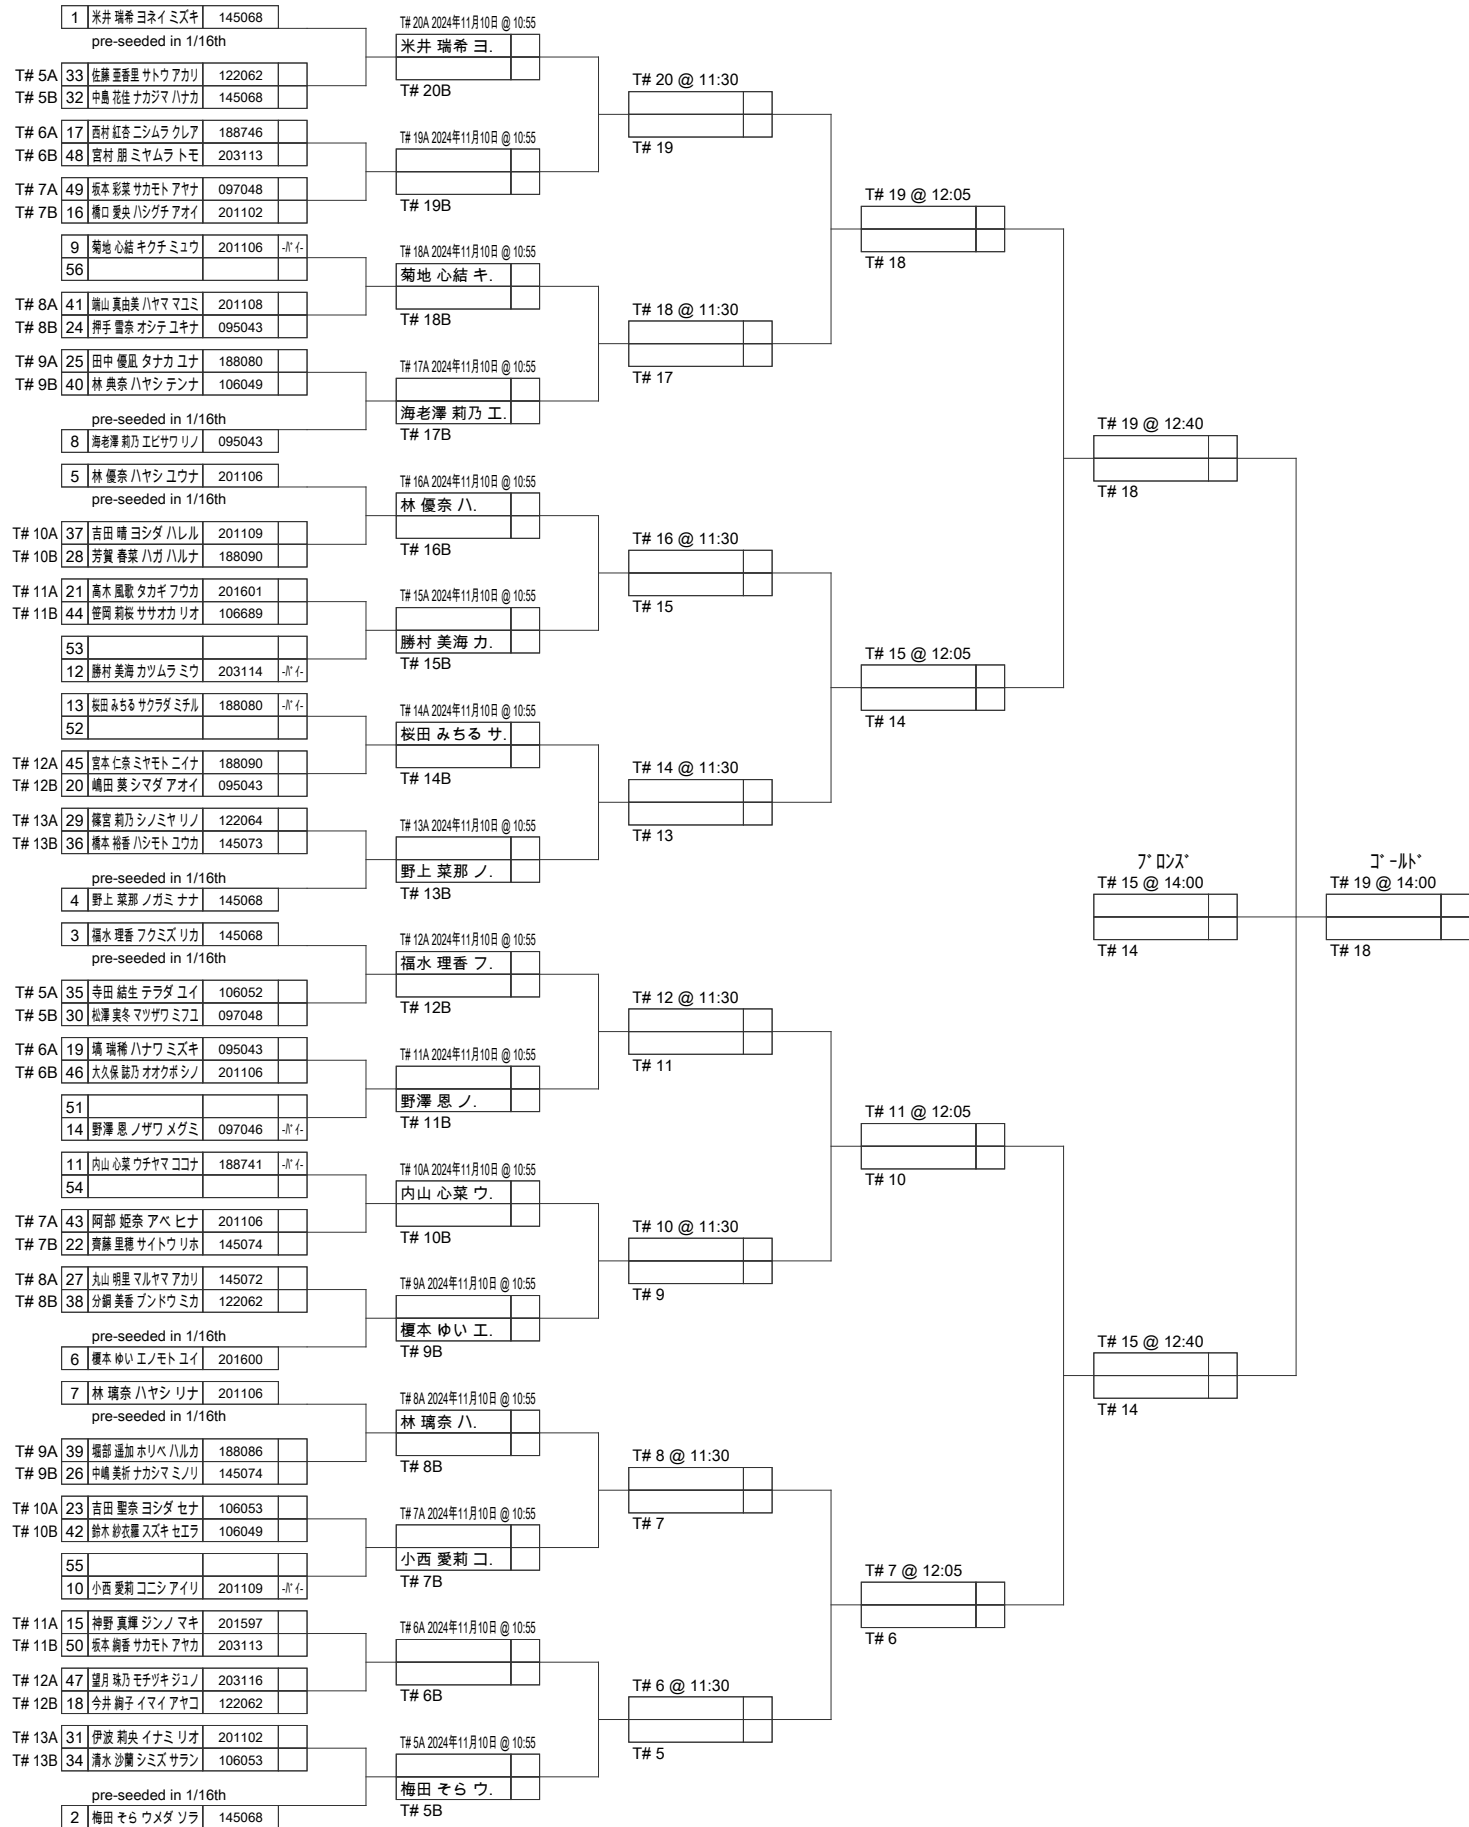 1 米井 瑞希 ヨネイ ミズキ 145068
pre-seeded in 1/16th
T# 5A 33 佐藤 亜香里 サトウ アカリ 122062
T# 5B 32 中島 花佳 ナカジマ ハナカ 145068
T# 6A 17 西村 紅杏 ニシムラ クレア 188746
T# 6B 48 宮村 朋 ミヤムラ トモ 203113
T# 7A 49 坂本 彩菜 サカモト アヤナ 097048
T# 7B 16 橋口 愛央 ハシグチ アオイ 201102
9 菊地 心結 キクチ ミユウ 201106 -バイ-
56
T# 8A 41 端山 真由美 ハヤマ マユミ 201108
T# 8B 24 押手 雪奈 オシテ ユキナ 095043
T# 9A 25 田中 優凪 タナカ ユナ 188080
T# 9B 40 林 典奈 ハヤシ テンナ 106049
pre-seeded in 1/16th
8 海老澤 莉乃 エビサワ リノ 095043
5 林 優奈 ハヤシ ユウナ 201106
pre-seeded in 1/16th
T# 10A 37 吉田 晴 ヨシダ ハレル 201109
T# 10B 28 芳賀 春菜 ハガ ハルナ 188090
T# 11A 21 高木 風歌 タカギ フウカ 201601
T# 11B 44 笹岡 莉桜 ササオカ リオ 106689
53
12 勝村 美海 カツムラ ミウ 203114 -バイ-
13 桜田 みちる サクラダ ミチル 188080 -バイ-
52
T# 12A 45 宮本 仁奈 ミヤモト ニイナ 188090
T# 12B 20 嶋田 葵 シマダ アオイ 095043
T# 13A 29 篠宮 莉乃 シノミヤ リノ 122064
T# 13B 36 橋本 裕香 ハシモト ユウカ 145073
pre-seeded in 1/16th
4 野上 菜那 ノガミ ナナ 145068
3 福水 理香 フクミズ リカ 145068
pre-seeded in 1/16th
T# 5A 35 寺田 結生 テラダ ユイ 106052
T# 5B 30 松澤 実冬 マツザワ ミフユ 097048
T# 6A 19 塙 瑞稀 ハナワ ミズキ 095043
T# 6B 46 大久保 誌乃 オオクボ シノ 201106
51
14 野澤 恩 ノザワ メグミ 097046 -バイ-
11 内山 心菜 ウチヤマ ココナ 188741 -バイ-
54
T# 7A 43 阿部 姫奈 アベ ヒナ 201106
T# 7B 22 齊藤 里穂 サイトウ リホ 145074
T# 8A 27 丸山 明里 マルヤマ アカリ 145072
T# 8B 38 分銅 美香 ブンドウ ミカ 122062
pre-seeded in 1/16th
6 榎本 ゆい エノモト ユイ 201600
7 林 璃奈 ハヤシ リナ 201106
pre-seeded in 1/16th
T# 9A 39 堀部 遥加 ホリベ ハルカ 188086
T# 9B 26 中嶋 美祈 ナカシマ ミノリ 145074
T# 10A 23 吉田 聖奈 ヨシダ セナ 106053
T# 10B 42 鈴木 紗衣羅 スズキ セエラ 106049
55
10 小西 愛莉 コニシ アイリ 201109 -バイ-
T# 11A 15 神野 真輝 ジンノ マキ 201597
T# 11B 50 坂本 絢香 サカモト アヤカ 203113
T# 12A 47 望月 珠乃 モチヅキ ジュノ 203116
T# 12B 18 今井 絢子 イマイ アヤコ 122062
T# 13A 31 伊波 莉央 イナミ リオ 201102
T# 13B 34 清水 沙蘭 シミズ サラン 106053
pre-seeded in 1/16th
2 梅田 そら ウメダ ソラ 145068
T# 20A 2024年11月10日 @ 10:55
米井 瑞希 ヨ.
T# 20B
T# 19A 2024年11月10日 @ 10:55
T# 19B
T# 18A 2024年11月10日 @ 10:55
菊地 心結 キ.
T# 18B
T# 17A 2024年11月10日 @ 10:55
海老澤 莉乃 エ.
T# 17B
T# 16A 2024年11月10日 @ 10:55
林 優奈 ハ.
T# 16B
T# 15A 2024年11月10日 @ 10:55
勝村 美海 カ.
T# 15B
T# 14A 2024年11月10日 @ 10:55
桜田 みちる サ.
T# 14B
T# 13A 2024年11月10日 @ 10:55
野上 菜那 ノ.
T# 13B
T# 12A 2024年11月10日 @ 10:55
福水 理香 フ.
T# 12B
T# 11A 2024年11月10日 @ 10:55
野澤 恩 ノ.
T# 11B
T# 10A 2024年11月10日 @ 10:55
内山 心菜 ウ.
T# 10B
T# 9A 2024年11月10日 @ 10:55
榎本 ゆい エ.
T# 9B
T# 8A 2024年11月10日 @ 10:55
林 璃奈 ハ.
T# 8B
T# 7A 2024年11月10日 @ 10:55
小西 愛莉 コ.
T# 7B
T# 6A 2024年11月10日 @ 10:55
T# 6B
T# 5A 2024年11月10日 @ 10:55
梅田 そら ウ.
T# 5B
T# 20 @ 11:30
T# 19
T# 18 @ 11:30
T# 17
T# 16 @ 11:30
T# 15
T# 14 @ 11:30
T# 13
T# 12 @ 11:30
T# 11
T# 10 @ 11:30
T# 9
T# 8 @ 11:30
T# 7
T# 6 @ 11:30
T# 5
T# 19 @ 12:05
T# 18
T# 15 @ 12:05
T# 14
T# 11 @ 12:05
T# 10
T# 7 @ 12:05
T# 6
T# 19 @ 12:40
T# 18
ブロンズ
T# 15 @ 14:00
T# 14
T# 15 @ 12:40
T# 14
ゴールド
T# 19 @ 14:00
T# 18